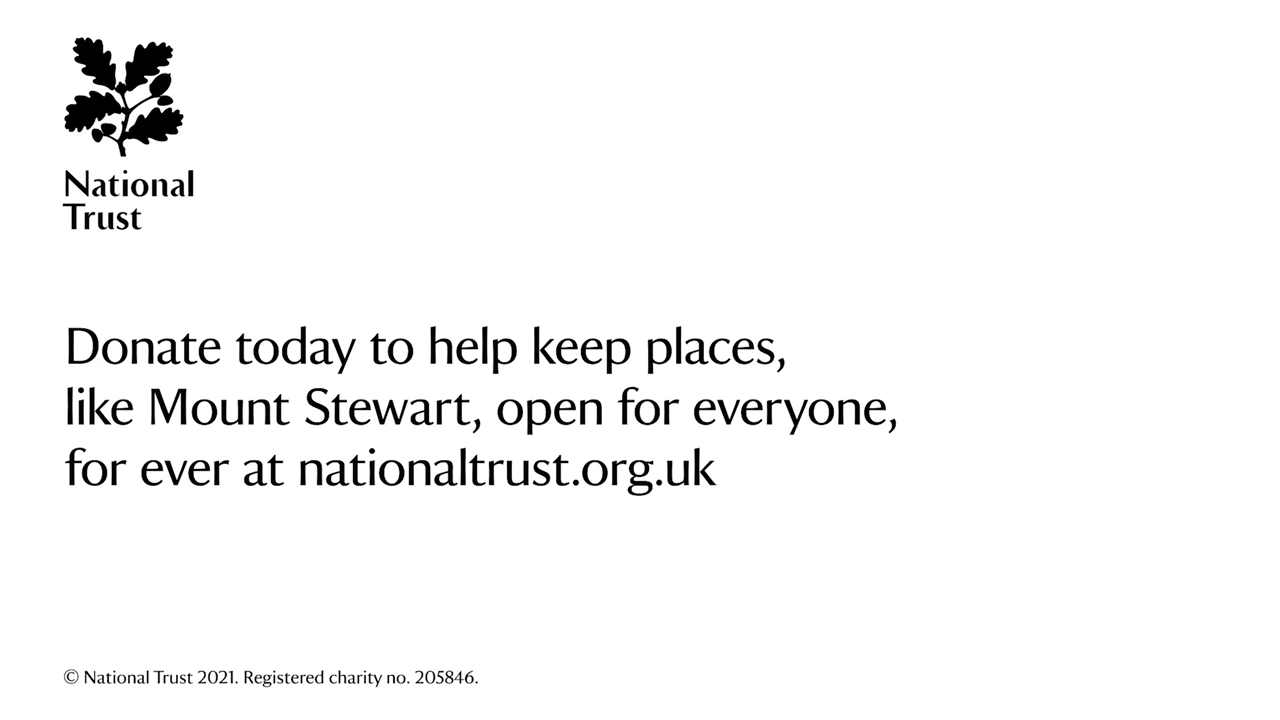 National
Trust
Donate today to help keep places,
like Mount Stewart, open for everyone,
for ever at nationaltrust.org.uk
© National Trust 2021. Registered charity no. 205846.